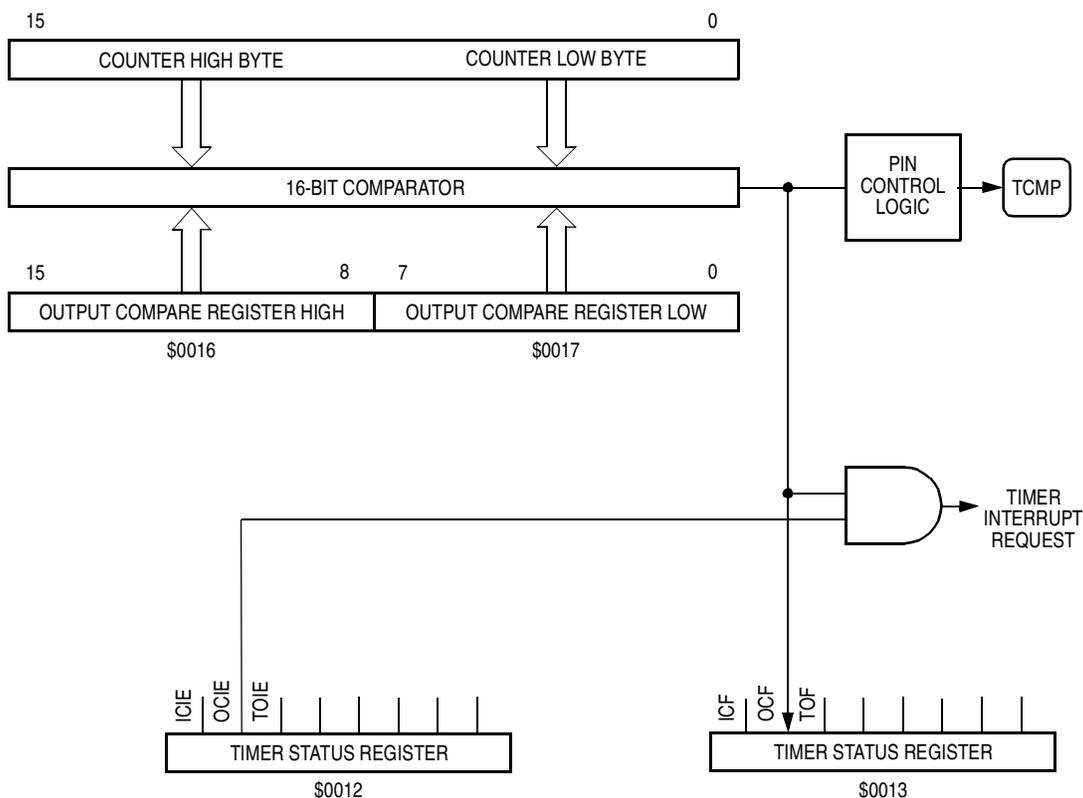 15
0
COUNTER HIGH BYTE
COUNTER LOW BYTE
16-BIT COMPARATOR
PIN
CONTROL
LOGIC
TCMP
15
8
7
0
OUTPUT COMPARE REGISTER HIGH
OUTPUT COMPARE REGISTER LOW
$0016
$0017
TIMER
INTERRUPT
REQUEST
ICIE
OCIE
TOIE
ICF
OCF
TOF
TIMER STATUS REGISTER
TIMER STATUS REGISTER
$0012
$0013